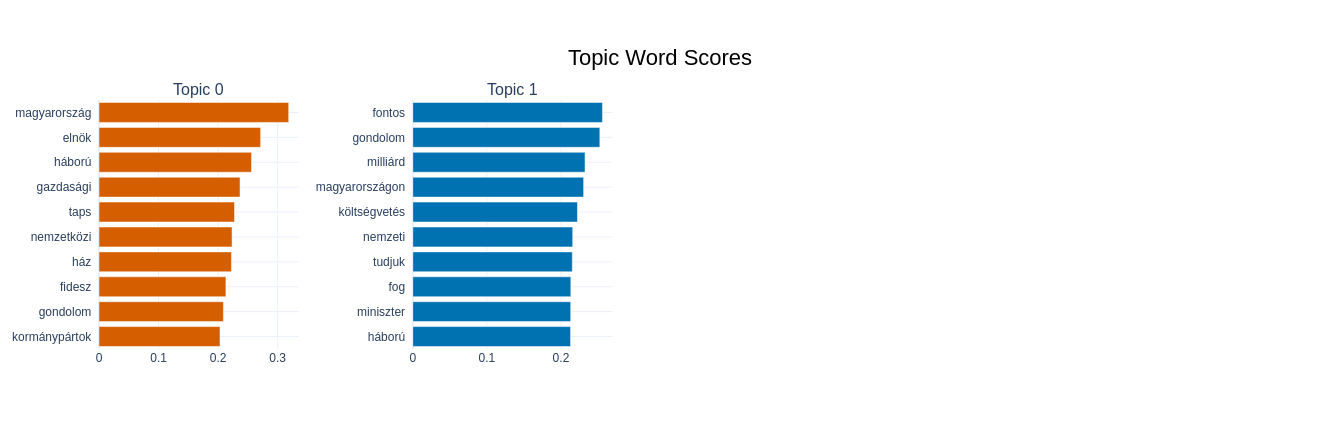 Topic Word Scores
Topic 0
magyarország
elnök
háború
gazdasági
taps
nemzetközi
ház
fidesz
gondolom
kormánypártok
0 0.1 0.2 0.3
Topic 1
fontos
gondolom
milliárd
magyarországon
költségvetés
nemzeti
tudjuk
fog
miniszter
háború
0 0.1 0.2